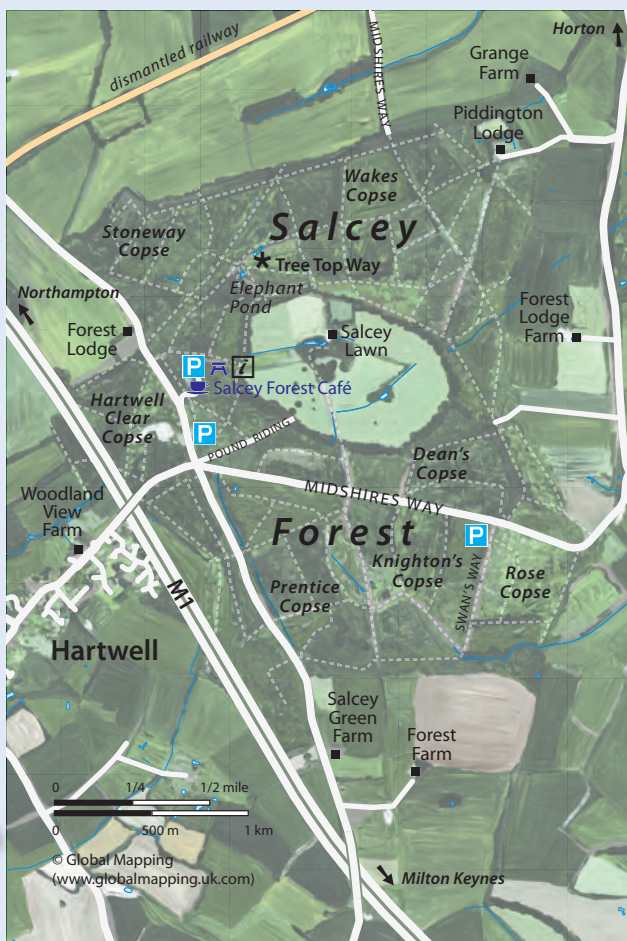 Horton
dismantled railway
MIDSHIRES WAY
Grange
Farm
Piddington
Lodge
Wakes
Copse
Stoneway
Copse
Salcey
Tree Top Way
Elephant
Pond
Northampton
Forest
Lodge
Salcey
Lawn
Forest
Lodge
Farm
P
i
Salcey Forest Café
Hartwell
Clear
Copse
P
POUND RIDING
Dean's
Copse
MIDSHIRES WAY
Woodland
View
Farm
Forest
P
Knighton's
Copse
Prentice
Copse
SWAN'S WAY
Rose
Copse
M1
Hartwell
Salcey
Green
Farm
Forest
Farm
0 1/4 1/2 mile
0 500 m 1 km
© Global Mapping
(www.globalmapping.uk.com)
Milton Keynes